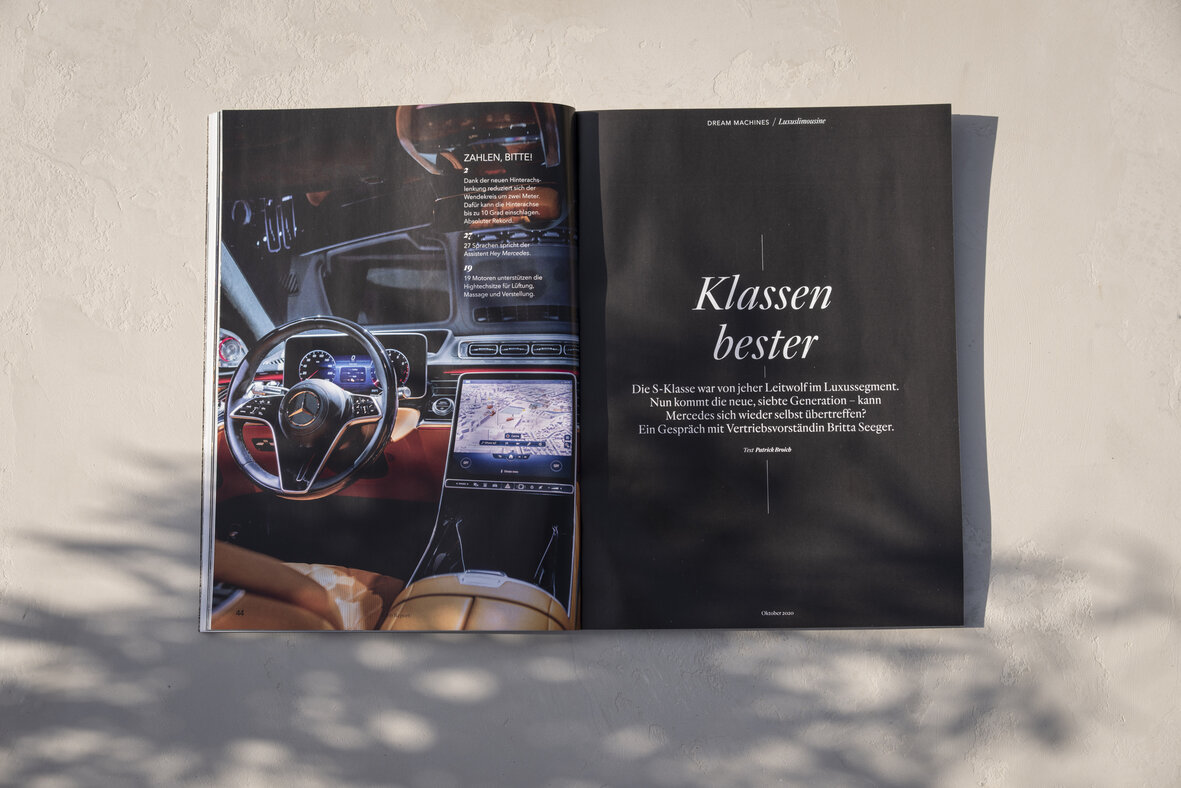 ZAHLEN, BITTE!
2
Dank der neuen Hinterachs-
lenkung reduziert sich der
Wendekreis um zwei Meter.
Dafür kann die Hinterachse
bis zu 10 Grad einschlagen.
Absoluter Rekord.
27
27 Sprachen spricht der
Assistent Hey Mercedes.
19
19 Motoren unterstützen die
Hightechsitze für Lüftung,
Massage und Verstellung.
44
DREAM MACHINES / Luxuslimousine
Klassen
bester
Die S-Klasse war von jeher Leitwolf im Luxussegment.
Nun kommt die neue, siebte Generation – kann
Mercedes sich wieder selbst übertreffen?
Ein Gespräch mit Vertriebsvorständin Britta Seeger.
Text Patrick Broich
Oktober 2020